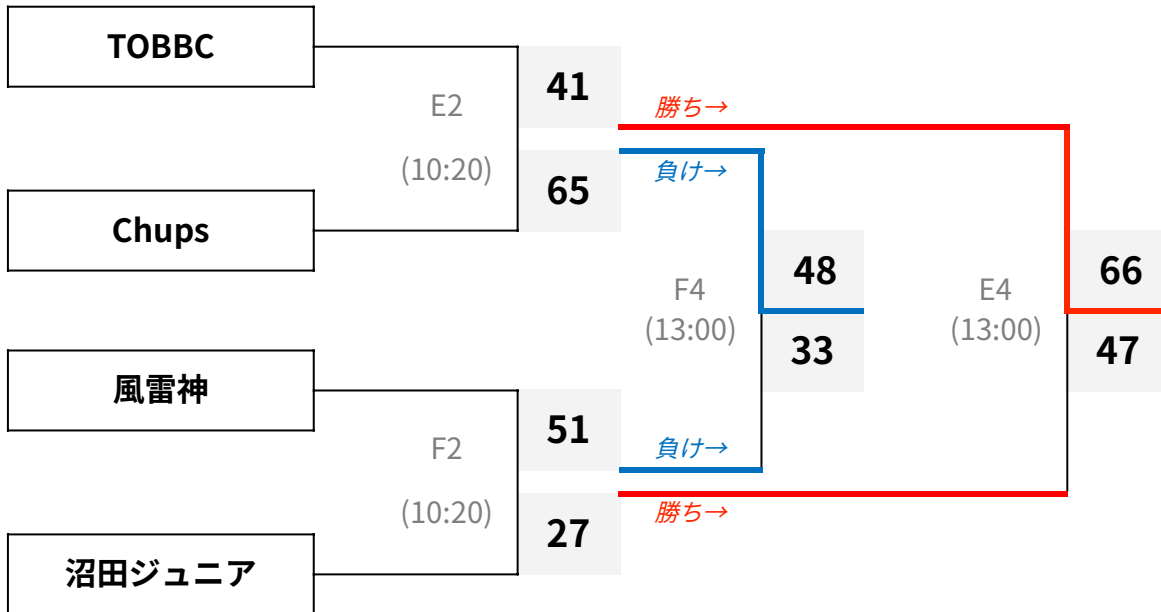 TOBBC
E2
(10:20)
41
65
Chups
勝ち→
負け→
F4
(13:00)
48
33
E4
(13:00)
66
47
風雷神
F2
(10:20)
51
27
沼田ジュニア
負け→
勝ち→